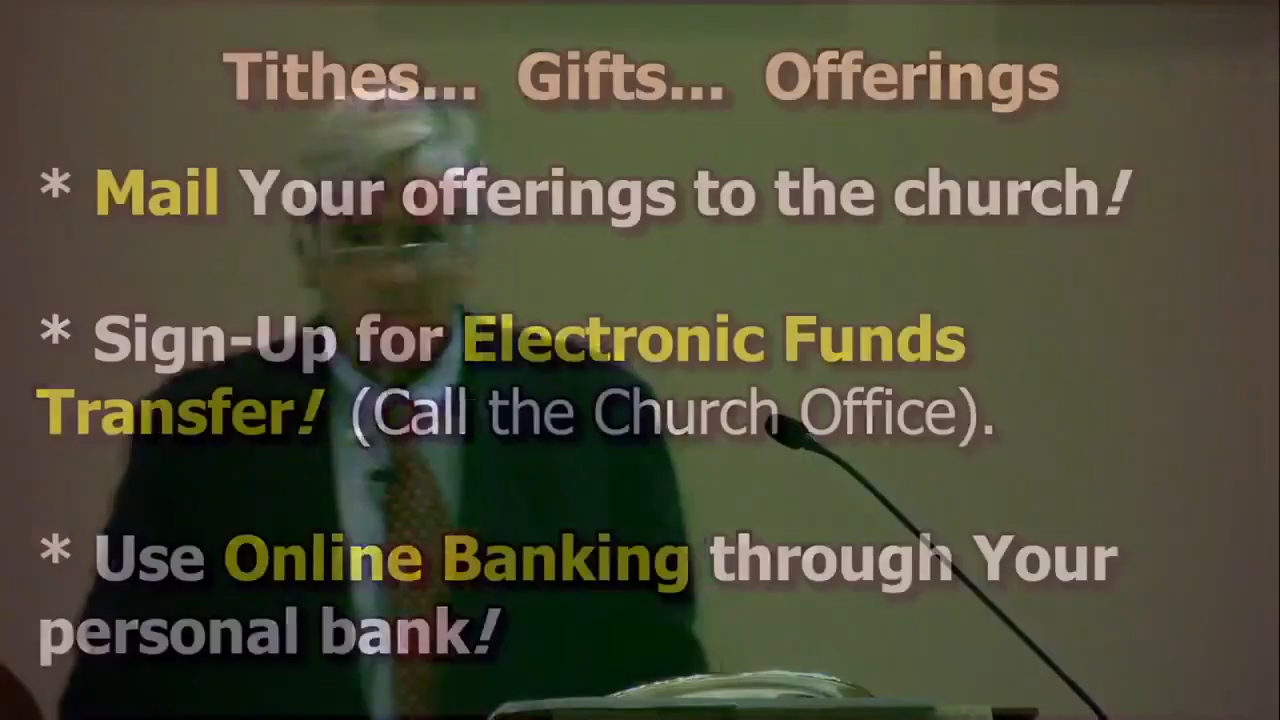 Tithes... Gifts... Offerings
* Mail Your offerings to the church!
* Sign-Up for Electronic Funds
Transfer! (Call the Church Office).
* Use Online Banking through Your
personal bank!